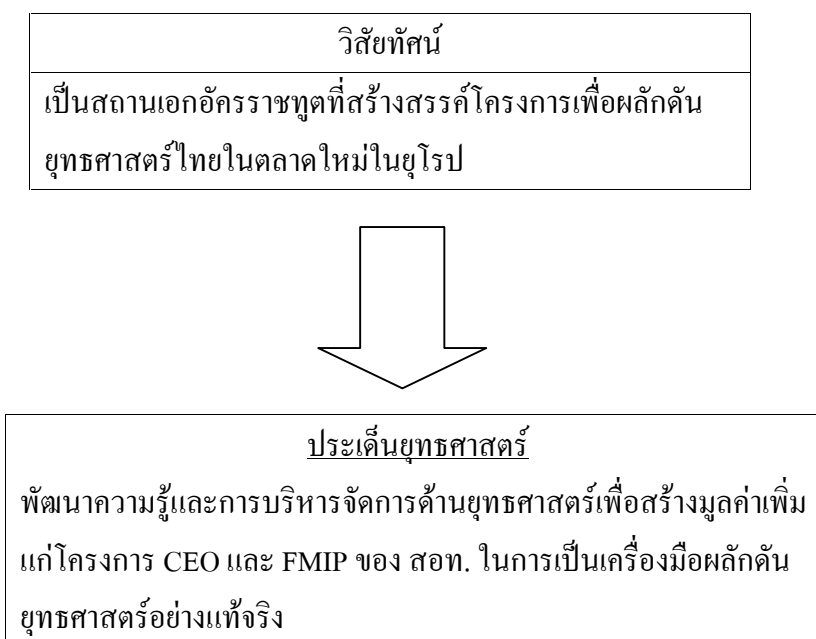 วิสัยทัศน์
เป็นสถานเอกอัครราชทูตที่สร้างสรรค์โครงการเพื่อผลักดัน
ยุทธศาสตร์ไทยในตลาดใหม่ในยุโรป
ประเด็นยุทธศาสตร์
พัฒนาความรู้และการบริหารจัดการด้านยุทธศาสตร์เพื่อสร้างมูลค่าเพิ่ม
แก่โครงการ CEO และ FMIP ของ สอท. ในการเป็นเครื่องมือผลักดัน
ยุทธศาสตร์อย่างแท้จริง